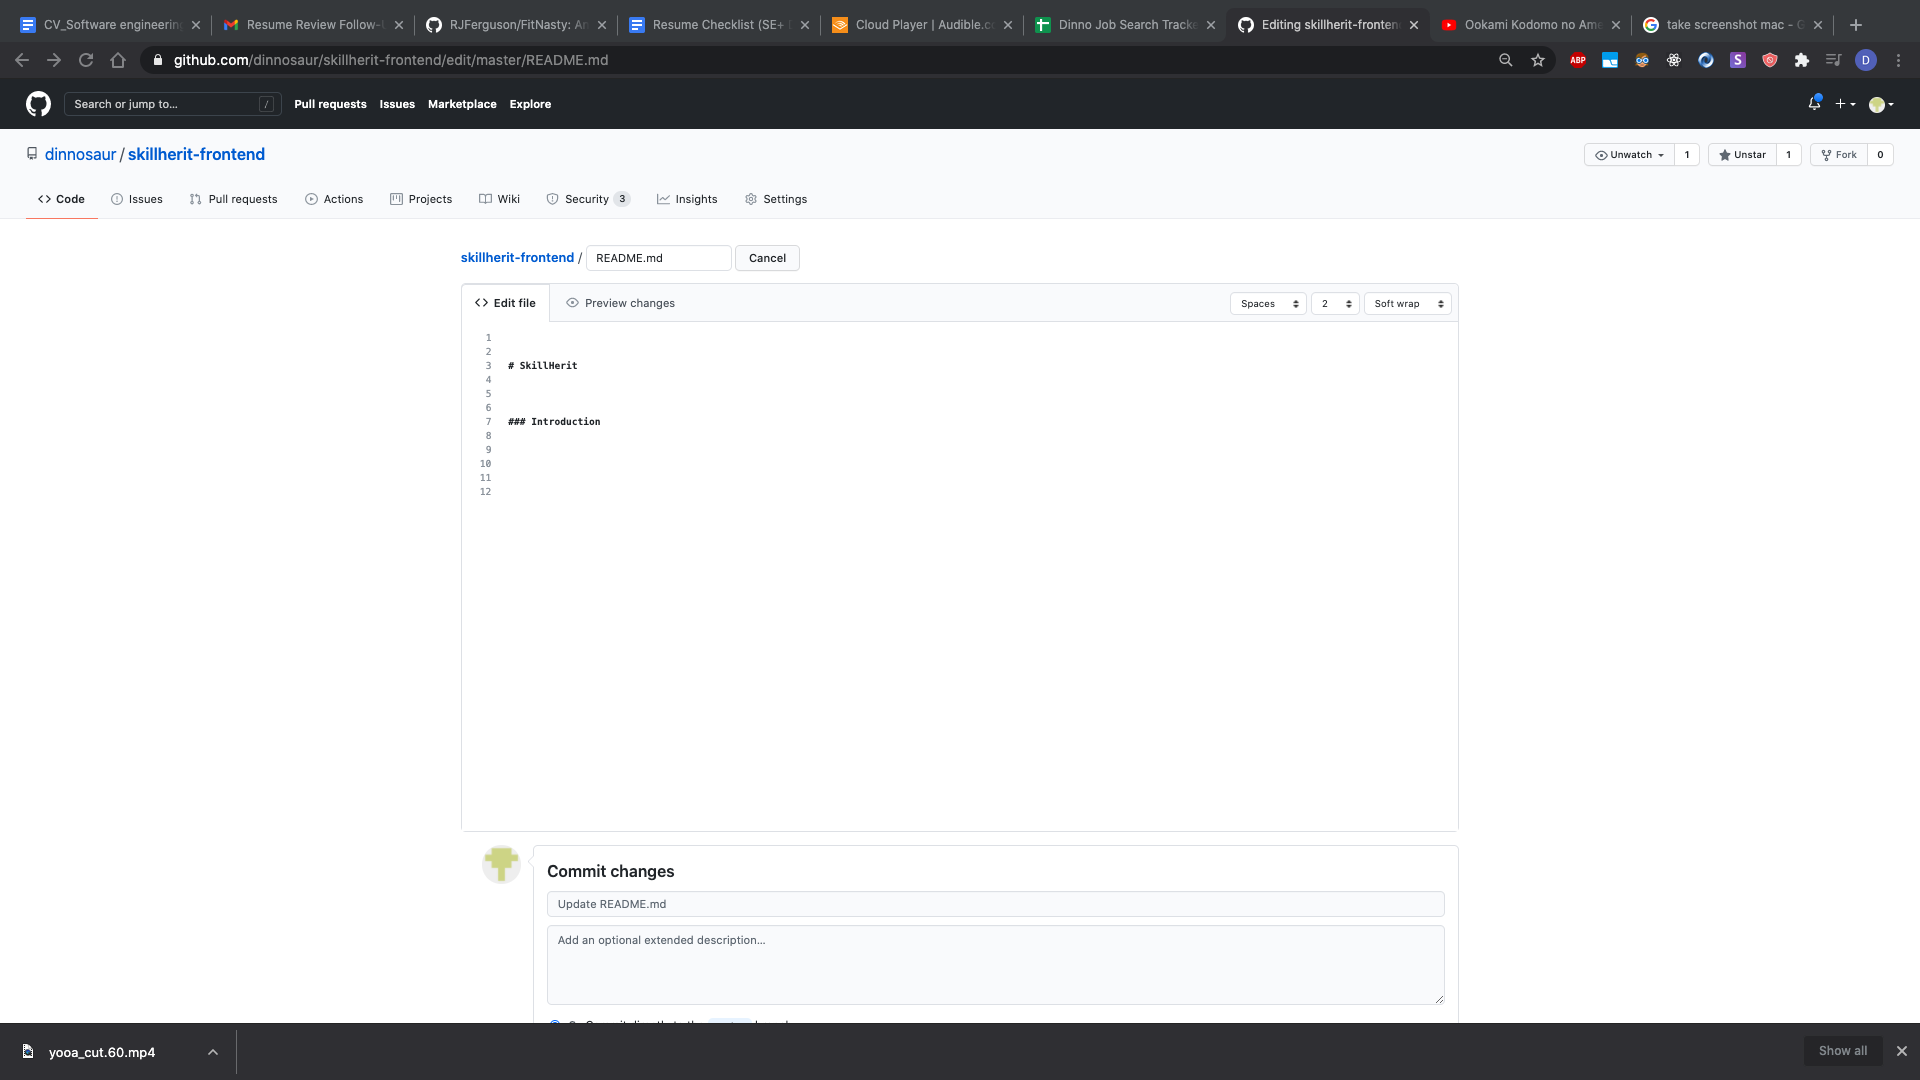 CV_Software engineering
Resume Review Follow-U
RJFerguson/FitNasty: An
Resume Checklist (SE+
Cloud Player | Audible.co
Dinno Job Search Tracke
Editing skillherit-fronten
Ookami Kodomo no Ame
take screenshot mac - G
github.com/dinnosaur/skillherit-frontend/edit/master/README.md
ABP
S
D
Search or jump to...
/
Pull requests
Issues
Marketplace
Explore
dinnosaur / skillherit-frontend
Unwatch
1
Unstar
1
Fork
0
Code
Issues
Pull requests
Actions
Projects
Wiki
Security 3
Insights
Settings
skillherit-frontend / README.md
Cancel
Edit file
Preview changes
Spaces
2
Soft wrap
1
2
3 # SkillHerit
4
5
6
7 ### Introduction
8
9
10
11
12
Commit changes
Update README.md
Add an optional extended description...
yooa_cut.60.mp4
Show all